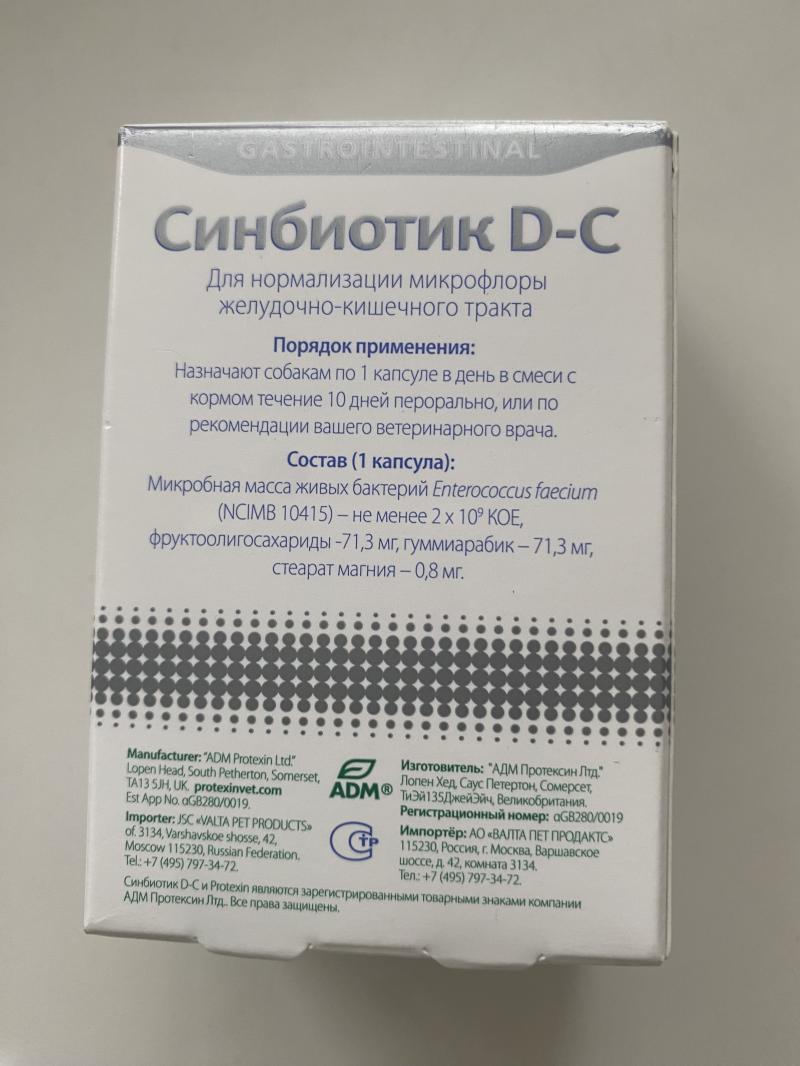 GASTROINTESTINAL
Синбиотик D-C
Для нормализации микрофлоры
желудочно-кишечного тракта
Порядок применения:
Назначают собакам по 1 капсуле в день в смеси с
кормом течение 10 дней перорально, или по
рекомендации вашего ветеринарного врача.
Состав (1 капсула):
Микробная масса живых бактерий Enterococcus faecium
(NCIMB 10415) – не менее 2 x 10⁹ КОЕ,
фруктоолигосахариды -71,3 мг, гуммиарабик – 71,3 мг,
стеарат магния – 0,8 мг.
Manufacturer: "ADM Protexin Ltd."
Lopen Head, South Petherton, Somerset,
TA13 5JH, UK. protexinvet.com
Est App No. αGB280/0019.
Importer: JSC «VALTA PET PRODUCTS»
of. 3134, Varshavskoe shosse, 42,
Moscow 115230, Russian Federation.
Tel.: +7 (495) 797-34-72.
ADM®
СТР
Изготовитель: "АДМ Протексин Лтд."
Лопен Хед, Саус Петертон, Сомерсет,
ТиЭй135ДжейЭйч, Великобритания.
Регистрационный номер: αGB280/0019
Импортёр: АО «ВАЛТА ПЕТ ПРОДАКТС»
115230, Россия, г. Москва, Варшавское
шоссе, д. 42, комната 3134.
Тел.: +7 (495) 797-34-72.
Синбиотик D-C и Protexin являются зарегистрированными товарными знаками компании
АДМ Протексин Лтд.. Все права защищены.